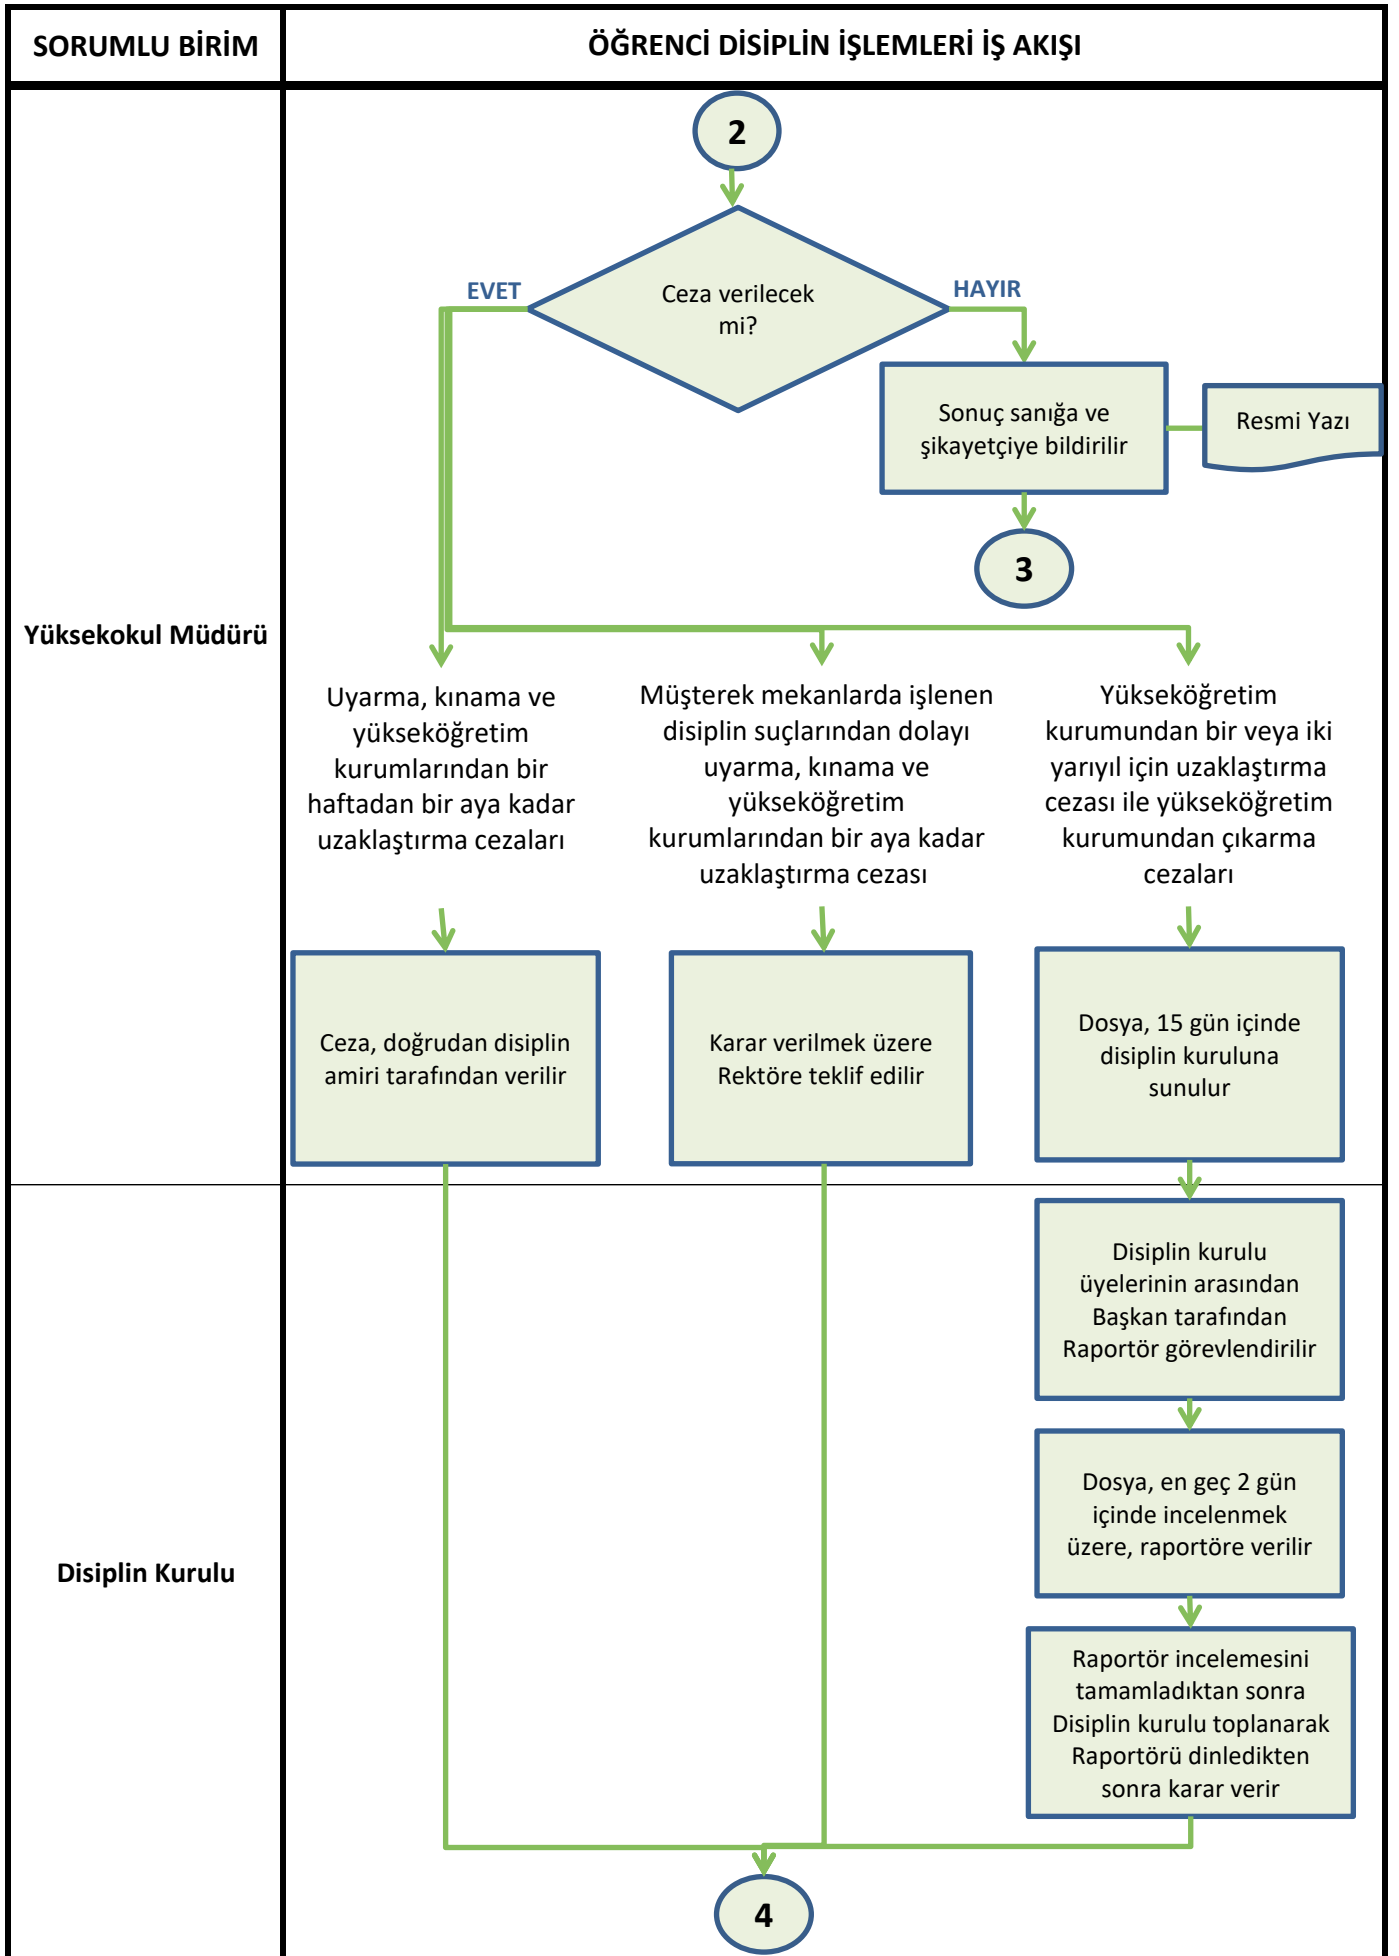 SORUMLU BİRİM
ÖĞRENCİ DİSİPLİN İŞLEMLERİ İŞ AKIŞI
2
Ceza verilecek
mi?
EVET
HAYIR
Sonuç sanığa ve
şikayetçiye bildirilir
Resmi Yazı
3
Yüksekokul Müdürü
Uyarma, kınama ve
yükseköğretim
kurumlarından bir
haftadan bir aya kadar
uzaklaştırma cezaları
Müşterek mekanlarda işlenen
disiplin suçlarından dolayı
uyarma, kınama ve
yükseköğretim
kurumlarından bir aya kadar
uzaklaştırma cezası
Yükseköğretim
kurumundan bir veya iki
yarıyıl için uzaklaştırma
cezası ile yükseköğretim
kurumundan çıkarma
cezaları
Ceza, doğrudan disiplin
amiri tarafından verilir
Karar verilmek üzere
Rektöre teklif edilir
Dosya, 15 gün içinde
disiplin kuruluna
sunulur
Disiplin Kurulu
Disiplin kurulu
üyelerinin arasından
Başkan tarafından
Raportör görevlendirilir
Dosya, en geç 2 gün
içinde incelenmek
üzere, raportöre verilir
Raportör incelemesini
tamamladıktan sonra
Disiplin kurulu toplanarak
Raportörü dinledikten
sonra karar verir
4